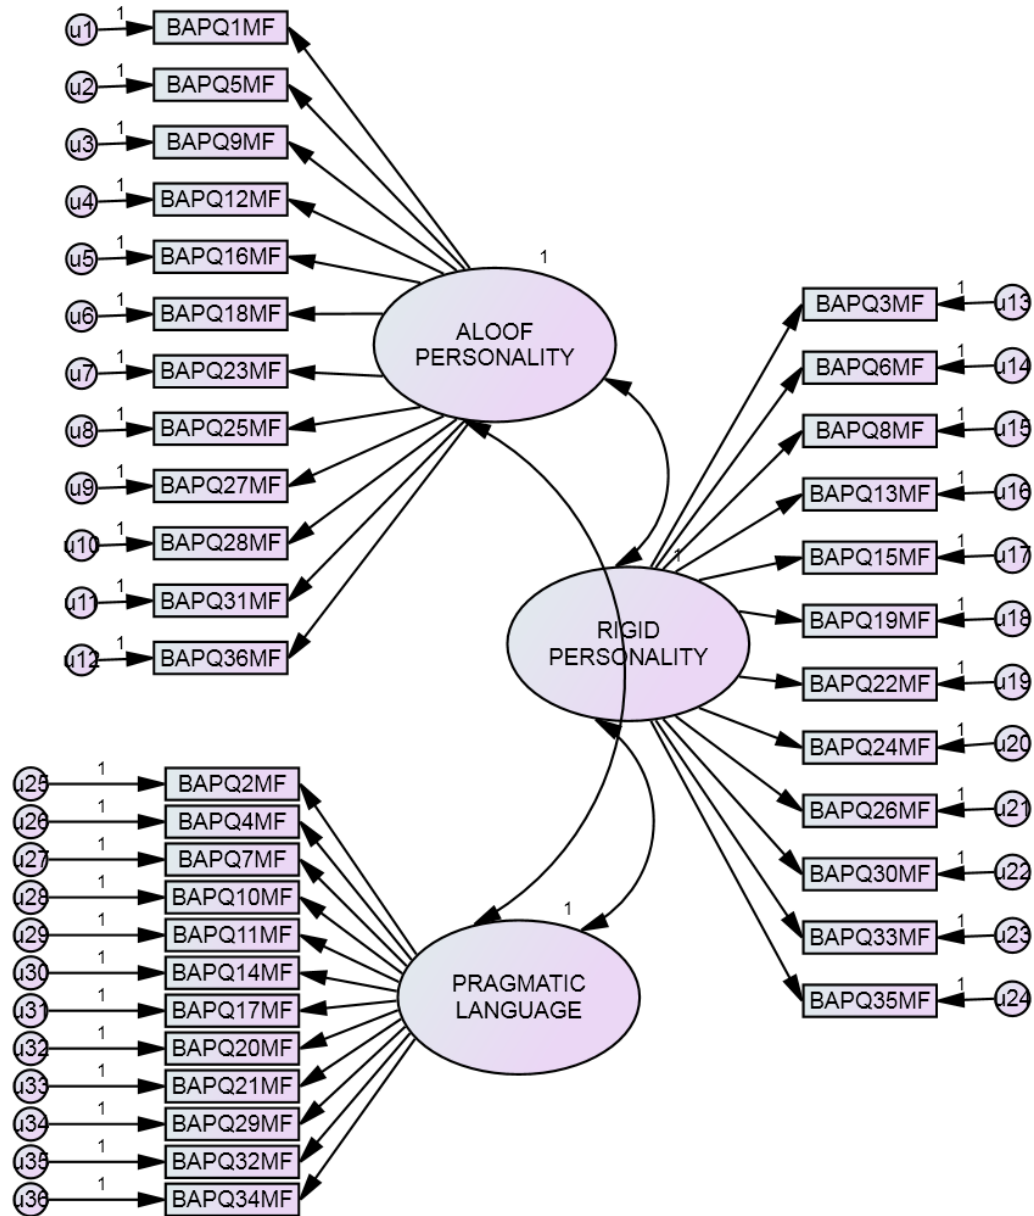 u1 1 BAPQ1MF
u2 1 BAPQ5MF
u3 1 BAPQ9MF
u4 1 BAPQ12MF
u5 1 BAPQ16MF
u6 1 BAPQ18MF
u7 1 BAPQ23MF
u8 1 BAPQ25MF
u9 1 BAPQ27MF
u10 1 BAPQ28MF
u11 1 BAPQ31MF
u12 1 BAPQ36MF
1
ALOOF
PERSONALITY
BAPQ3MF 1 u13
BAPQ6MF 1 u14
BAPQ8MF 1 u15
BAPQ13MF 1 u16
BAPQ15MF 1 u17
BAPQ19MF 1 u18
BAPQ22MF 1 u19
BAPQ24MF 1 u20
BAPQ26MF 1 u21
BAPQ30MF 1 u22
BAPQ33MF 1 u23
BAPQ35MF 1 u24
1
RIGID
PERSONALITY
u25 1 BAPQ2MF
u26 1 BAPQ4MF
u27 1 BAPQ7MF
u28 1 BAPQ10MF
u29 1 BAPQ11MF
u30 1 BAPQ14MF
u31 1 BAPQ17MF
u32 1 BAPQ20MF
u33 1 BAPQ21MF
u34 1 BAPQ29MF
u35 1 BAPQ32MF
u36 1 BAPQ34MF
1
PRAGMATIC
LANGUAGE